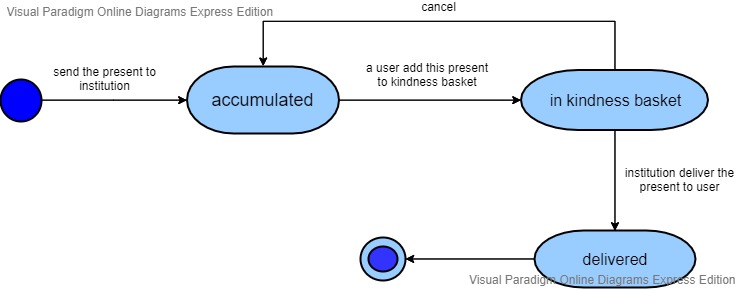 Visual Paradigm Online Diagrams Express Edition
cancel
send the present to
institution
a user add this present
to kindness basket
accumulated
in kindness basket
institution deliver the
present to user
delivered
Visual Paradigm Online Diagrams Express Edition